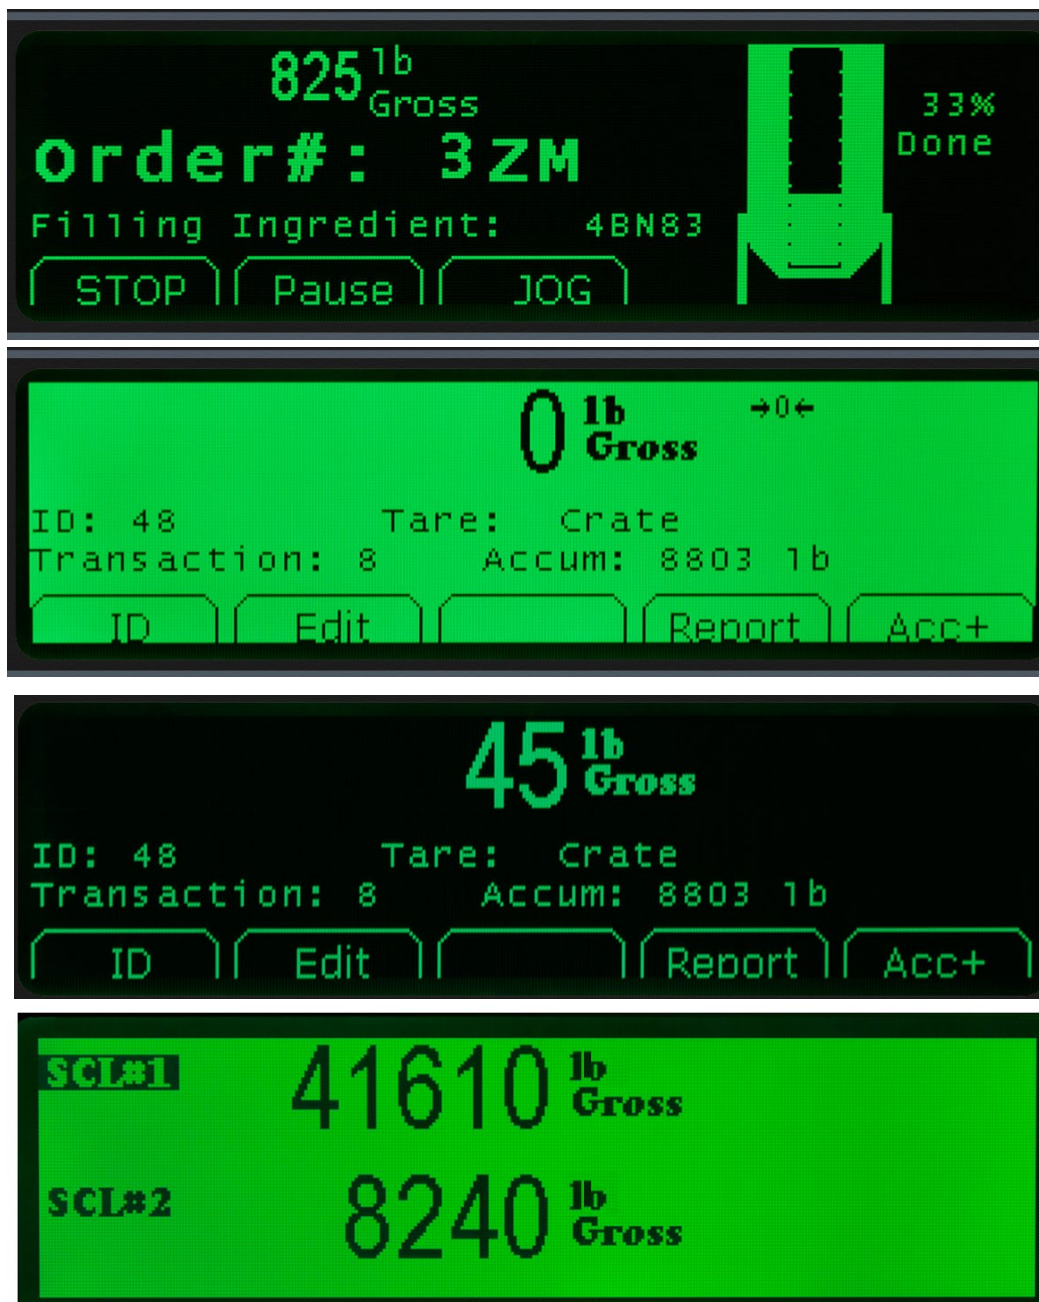 825 lb
Gross
33%
Done
Order#: 3ZM
Filling Ingredient: 4BN83
STOP Pause JOG
0 lb
Gross
→0←
ID: 48 Tare: Crate
Transaction: 8 Accum: 8803 lb
ID Edit Report Acc+
45 lb
Gross
ID: 48 Tare: Crate
Transaction: 8 Accum: 8803 lb
ID Edit Report Acc+
SCL#1 41610 lb
Gross
SCL#2 8240 lb
Gross